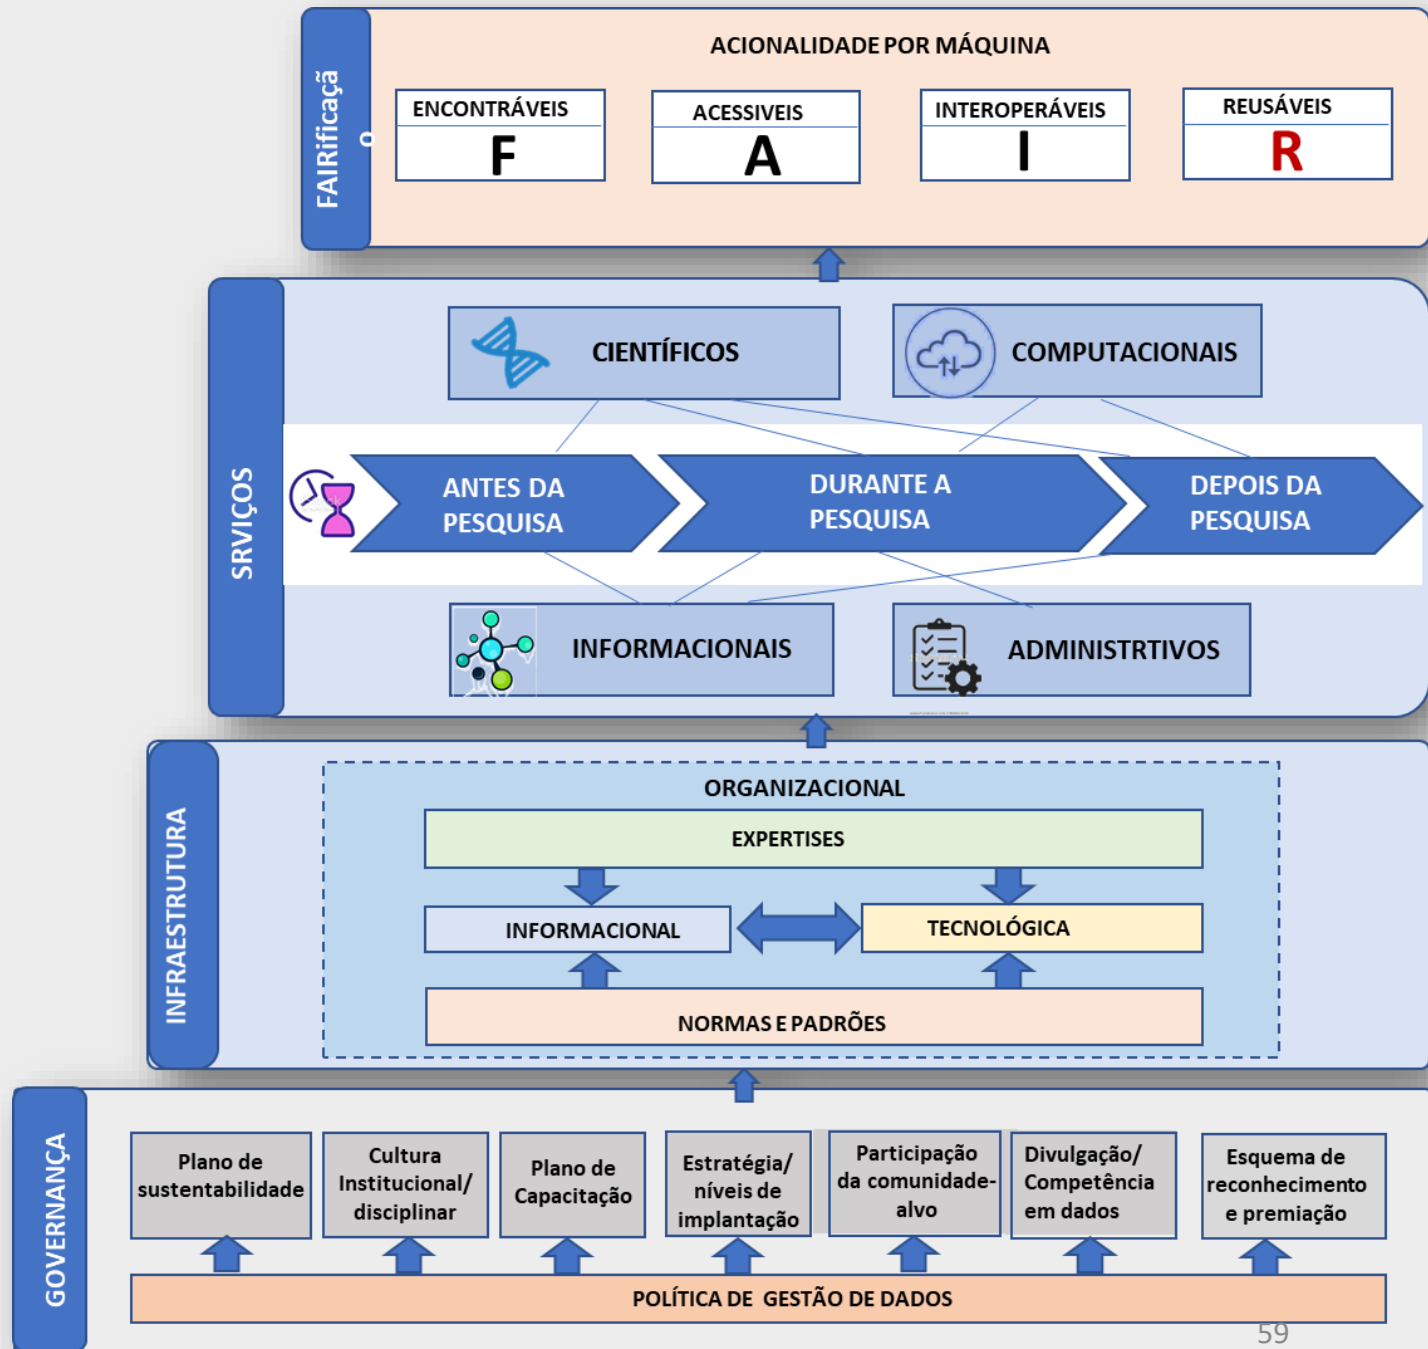 FAIRificaçã
o
ACIONALIDADE POR MÁQUINA
ENCONTRÁVEIS
F
ACESSIVEIS
A
INTEROPERÁVEIS
I
REUSÁVEIS
R
SRVIÇOS
CIENTÍFICOS
COMPUTACIONAIS
ANTES DA
PESQUISA
DURANTE A
PESQUISA
DEPOIS DA
PESQUISA
INFORMACIONAIS
ADMINISTRTIVOS
INFRAESTRUTURA
ORGANIZACIONAL
EXPERTISES
INFORMACIONAL
TECNOLÓGICA
NORMAS E PADRÕES
GOVERNANÇA
Plano de
sustentabilidade
Cultura
Institucional/
disciplinar
Plano de
Capacitação
Estratégia/
níveis de
implantação
Participação
da comunidade-
alvo
Divulgação/
Competência
em dados
Esquema de
reconhecimento
e premiação
POLÍTICA DE GESTÃO DE DADOS
59